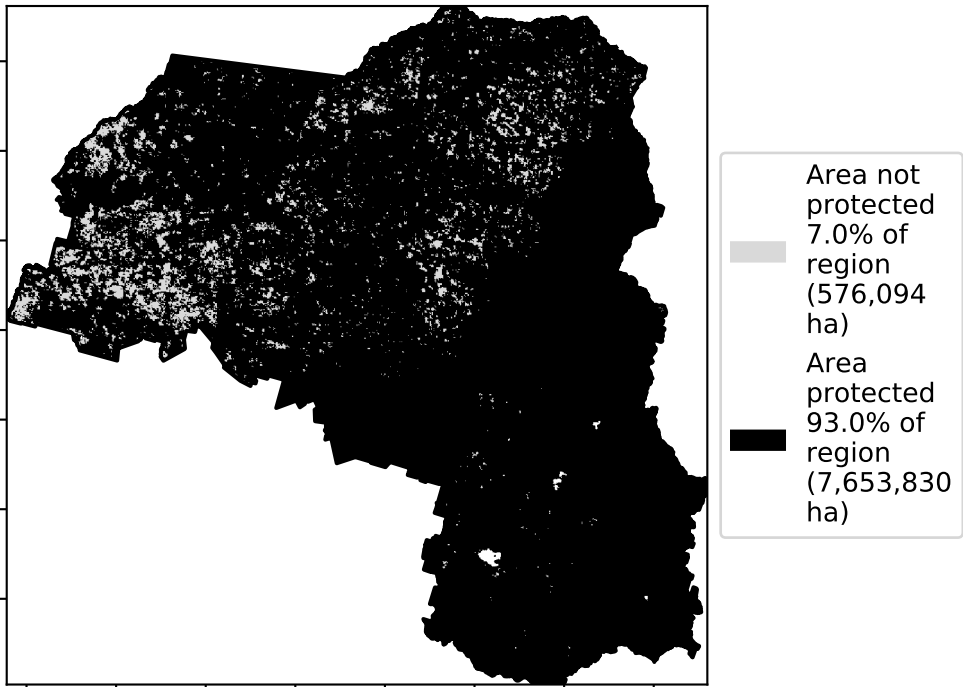 Area not
protected
7.0% of
region
(576,094
ha)
Area
protected
93.0% of
region
(7,653,830
ha)